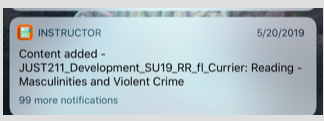 INSTRUCTOR 5/20/2019
Content added -
JUST211_Development_SU19_RR_fl_Currier: Reading -
Masculinities and Violent Crime
99 more notifications